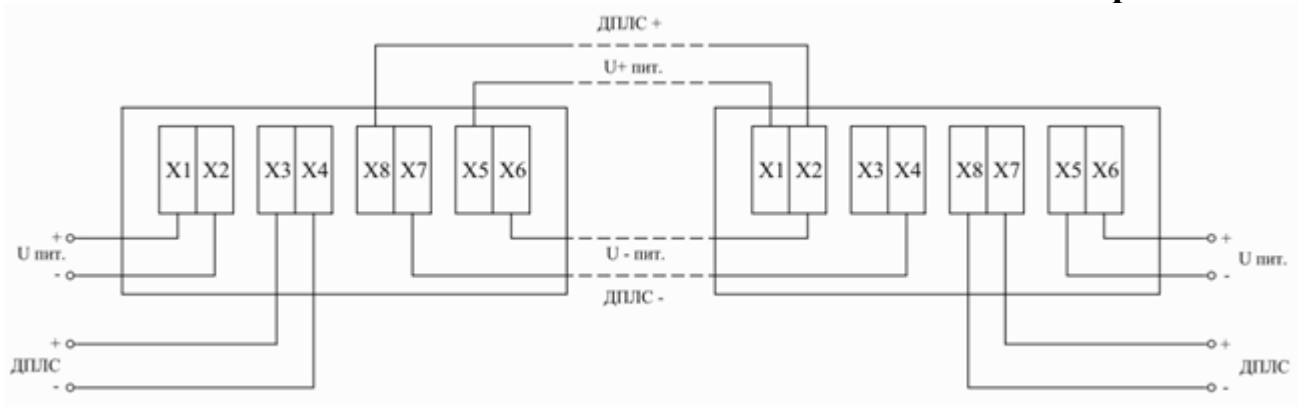 ДПЛС +
U+ пит.
X1 X2 X3 X4 X8 X7 X5 X6
X1 X2 X3 X4 X8 X7 X5 X6
+
U пит.
-
U - пит.
+
U пит.
-
ДПЛС -
+
ДПЛС
-
+
ДПЛС
-